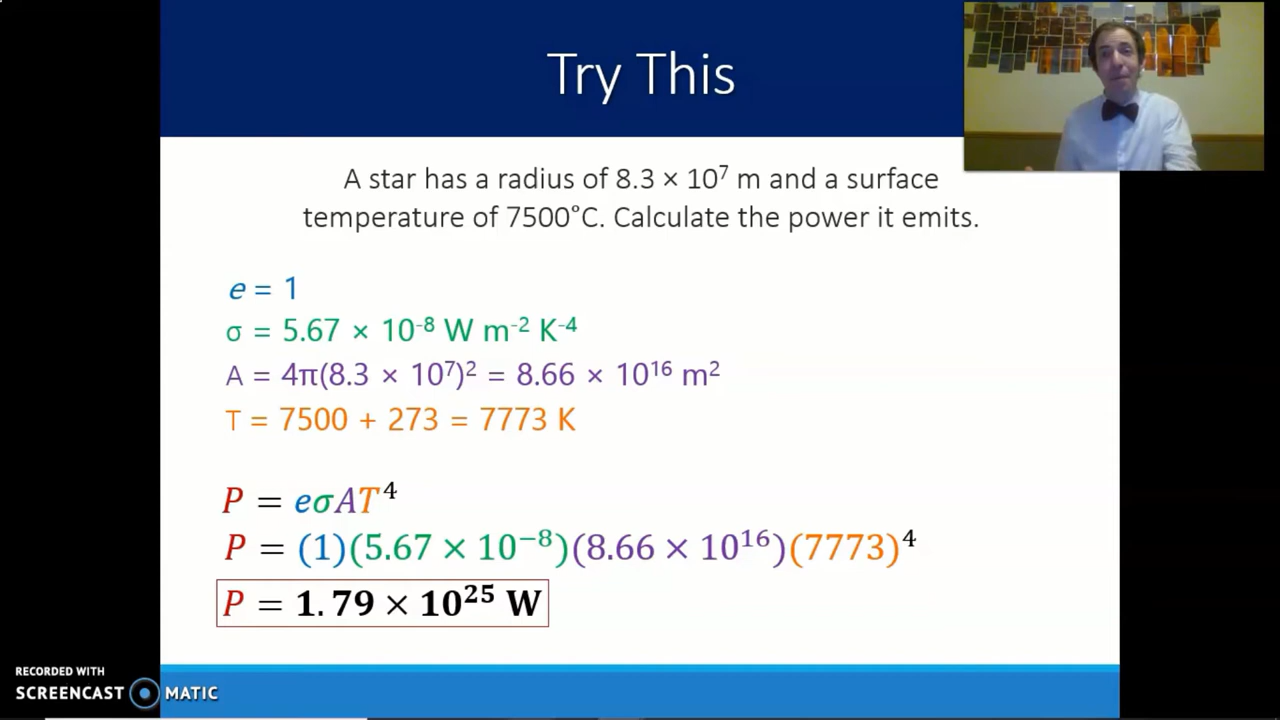 Try This
A star has a radius of 8.3 × 10⁷ m and a surface
temperature of 7500°C. Calculate the power it emits.
e = 1
σ = 5.67 × 10⁻⁸ W m⁻² K⁻⁴
A = 4π(8.3 × 10⁷)² = 8.66 × 10¹⁶ m²
T = 7500 + 273 = 7773 K
P = eσAT⁴
P = (1)(5.67 × 10⁻⁸)(8.66 × 10¹⁶)(7773)⁴
P = 1.79 × 10²⁵ W
RECORDED WITH
SCREENCAST MATIC